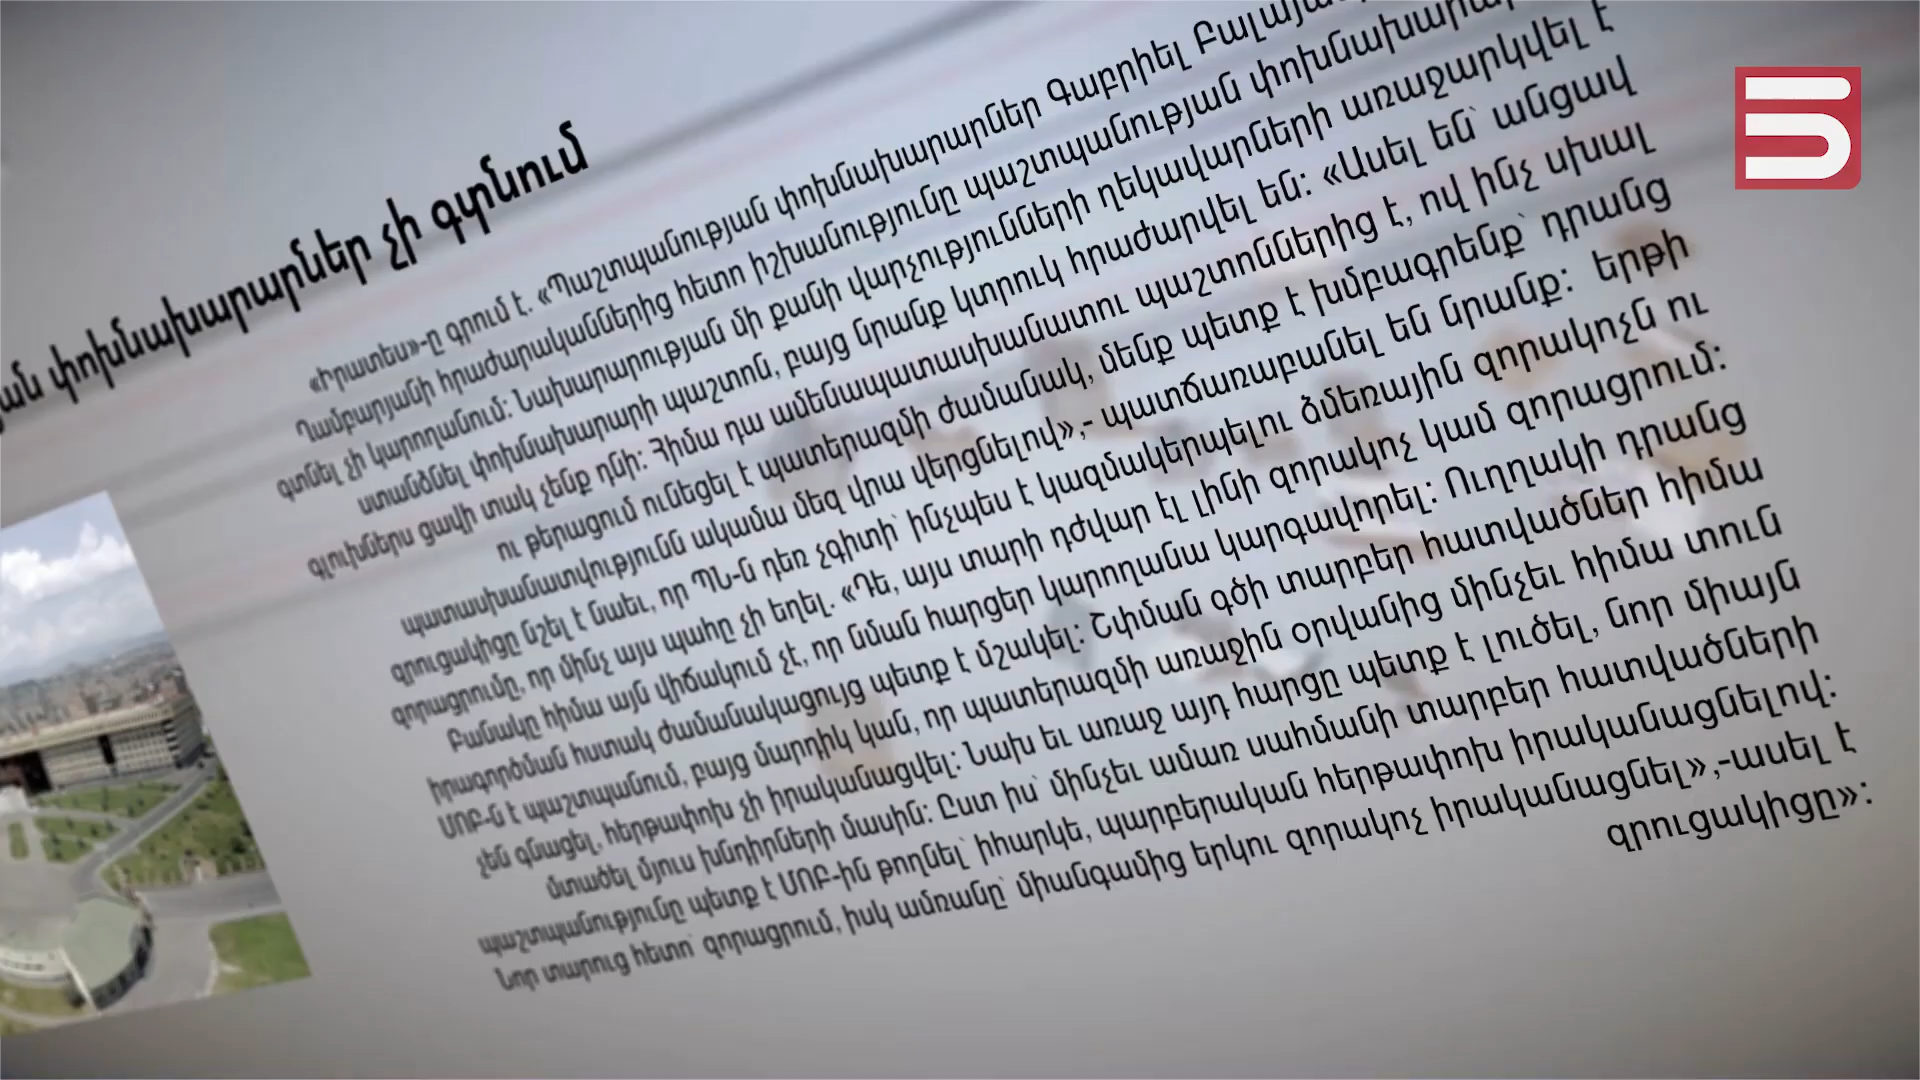 ան փոխնախարարներ չի գտնում
«Իրատես»-ը գրում է. «Պաշտպանության փոխնախարարներ Գաբրիել
Ղամբարյանի հրաժարականներից հետո իշխանությունը պաշտպանության
գտնել չի կարողանում: Նախարարության մի քանի վարչությունների ղեկավարների առաջարկվել է
ստանձնել փոխնախարարի պաշտոն, բայց նրանք կտրուկ հրաժարվել են: «Ասել են՝ անցավ
գլուխներս ցավի տակ չենք դնի: Հիմա դա ամենապատասխանատու պաշտոններից է, ով ինչ սխալ
ու թերացում ունեցել է պատերազմի ժամանակ, մենք պետք է խմբագրենք՝ դրանց
պատասխանատվությունն ակամա մեզ վրա վերցնելով»,- պատճառաբանել են նրանք: երթի
զրուցակիցը նշել է նաեւ, որ ՊՆ-ն դեռ չգիտի՝ ինչպես է կազմակերպելու ձմեռային զորակոչն ու
զորացրումը, որ մինչ այս պահը չի եղել. «Դե, այս տարի դժվար էլ լինի զորակոչ կամ զորացրում:
Բանակը հիմա այն վիճակում չէ, որ նման հարցեր կարողանա կարգավորել: Ուղղակի դրանց
իրագործման հստակ ժամանակացույց պետք է մշակել: Շփման գծի տարբեր հատվածներ հիմա
ՄՈԲ-ն է պաշտպանում, բայց մարդիկ կան, որ պատերազմի առաջին օրվանից մինչեւ հիմա տուն
չեն գնացել, հերթափոխ չի իրականացվել: Նախ եւ առաջ այդ հարցը պետք է լուծել, նոր միայն
մտածել մյուս խնդիրների մասին: Ըստ իս՝ մինչեւ ամառ սահմանի տարբեր հատվածների
պաշտպանությունը պետք է ՄՈԲ-ին թողնել՝ իհարկե, պարբերական հերթափոխ իրականացնելով:
Նոր տարուց հետո՝ զորացրում, իսկ ամռանը՝ միանգամից երկու զորակոչ իրականացնել»,-ասել է
զրուցակիցը»: